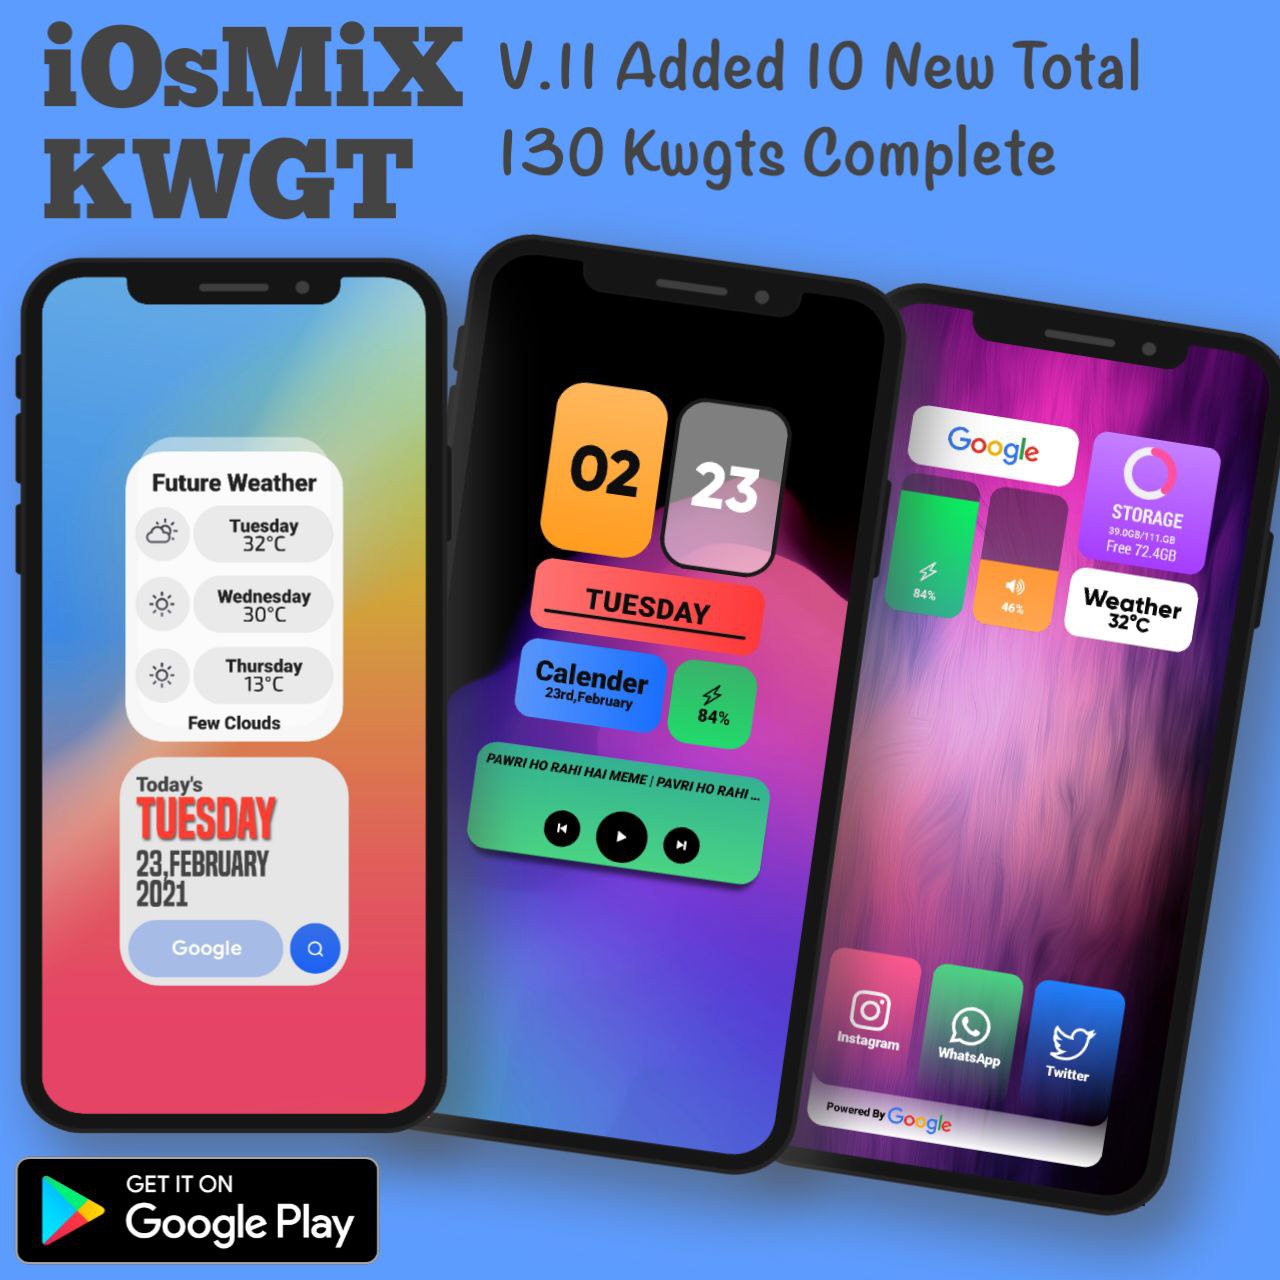 iOsMiX
KWGT
V.11 Added 10 New Total
130 Kwgts Complete
Future Weather
Tuesday
32°C
Wednesday
30°C
Thursday
13°C
Few Clouds
Today's
TUESDAY
23,FEBRUARY
2021
Google
02
23
TUESDAY
Calender
23rd,February
84%
PAWRI HO RAHI HAI MEME | PAVRI HO RAHI ...
Google
STORAGE
39.0GB/111.GB
Free 72.4GB
84%
46%
Weather
32°C
Instagram
WhatsApp
Twitter
Powered By Google
GET IT ON
Google Play